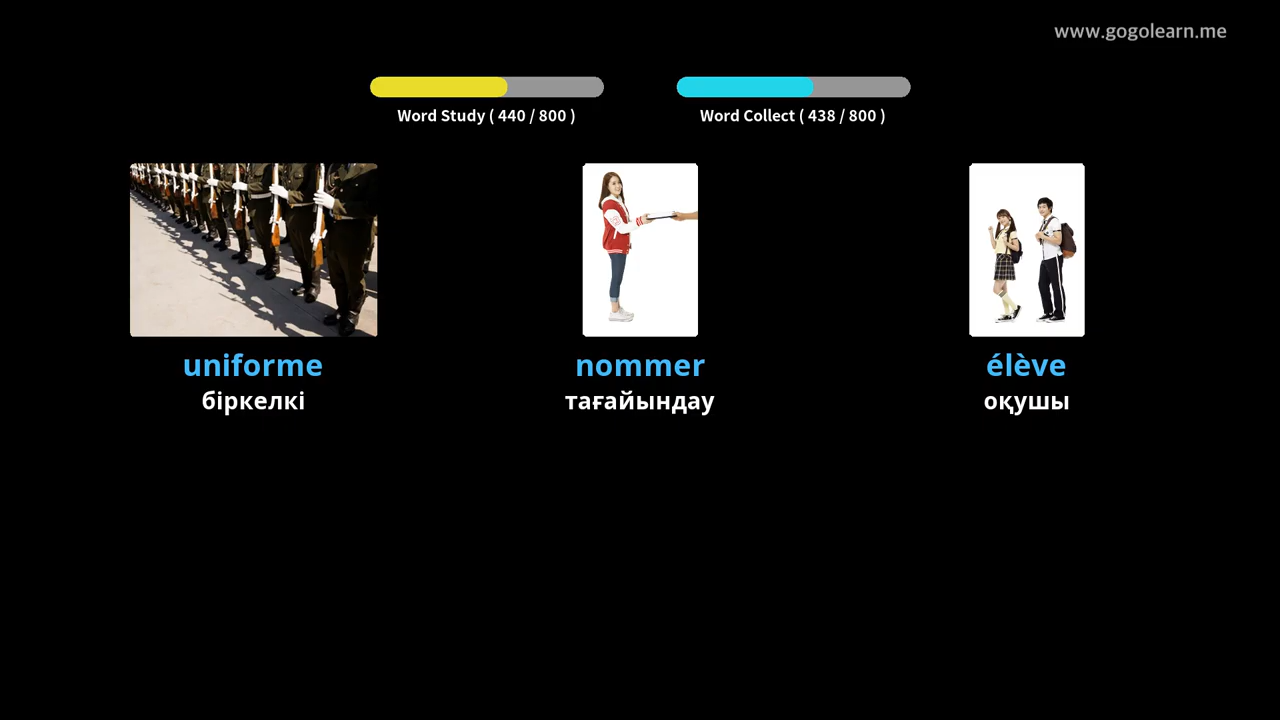 www.gogolearn.me
Word Study ( 440 / 800 )
Word Collect ( 438 / 800 )
uniforme
nommer
élève
біркелкі
тағайындау
оқушы